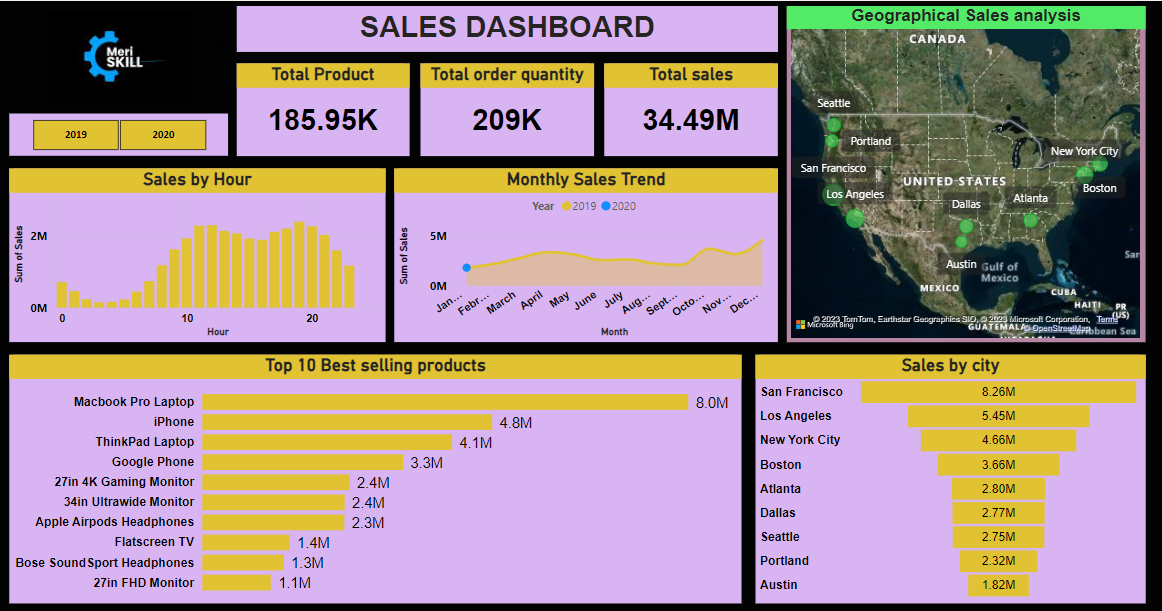 Meri
SKILL
2019
2020
SALES DASHBOARD
Total Product
185.95K
Total order quantity
209K
Total sales
34.49M
Geographical Sales analysis
CANADA
Seattle
Portland
San Francisco
Los Angeles
UNITED STATES
Dallas
Atlanta
New York City
Boston
Austin
Gulf of
Mexico
MEXICO
CUBA
HAITI
PR
(US)
Sar
© 2023 TomTom, Earthstar Geographics SIO, © 2023 Microsoft Corporation, Terms
Microsoft Bing
GUATEMALA
© OpenStreetMap
Caribbean Sea
NICARAGUA
Sales by Hour
Sum of Sales
2M
0M
0
10
20
Hour
Monthly Sales Trend
Year
2019
2020
Sum of Sales
5M
0M
Jan...
Febr...
March
April
May
June
July
Aug...
Sept...
Octo...
Nov...
Dec...
Month
Top 10 Best selling products
Macbook Pro Laptop 8.0M
iPhone 4.8M
ThinkPad Laptop 4.1M
Google Phone 3.3M
27in 4K Gaming Monitor 2.4M
34in Ultrawide Monitor 2.4M
Apple Airpods Headphones 2.3M
Flatscreen TV 1.4M
Bose SoundSport Headphones 1.3M
27in FHD Monitor 1.1M
Sales by city
San Francisco 8.26M
Los Angeles 5.45M
New York City 4.66M
Boston 3.66M
Atlanta 2.80M
Dallas 2.77M
Seattle 2.75M
Portland 2.32M
Austin 1.82M